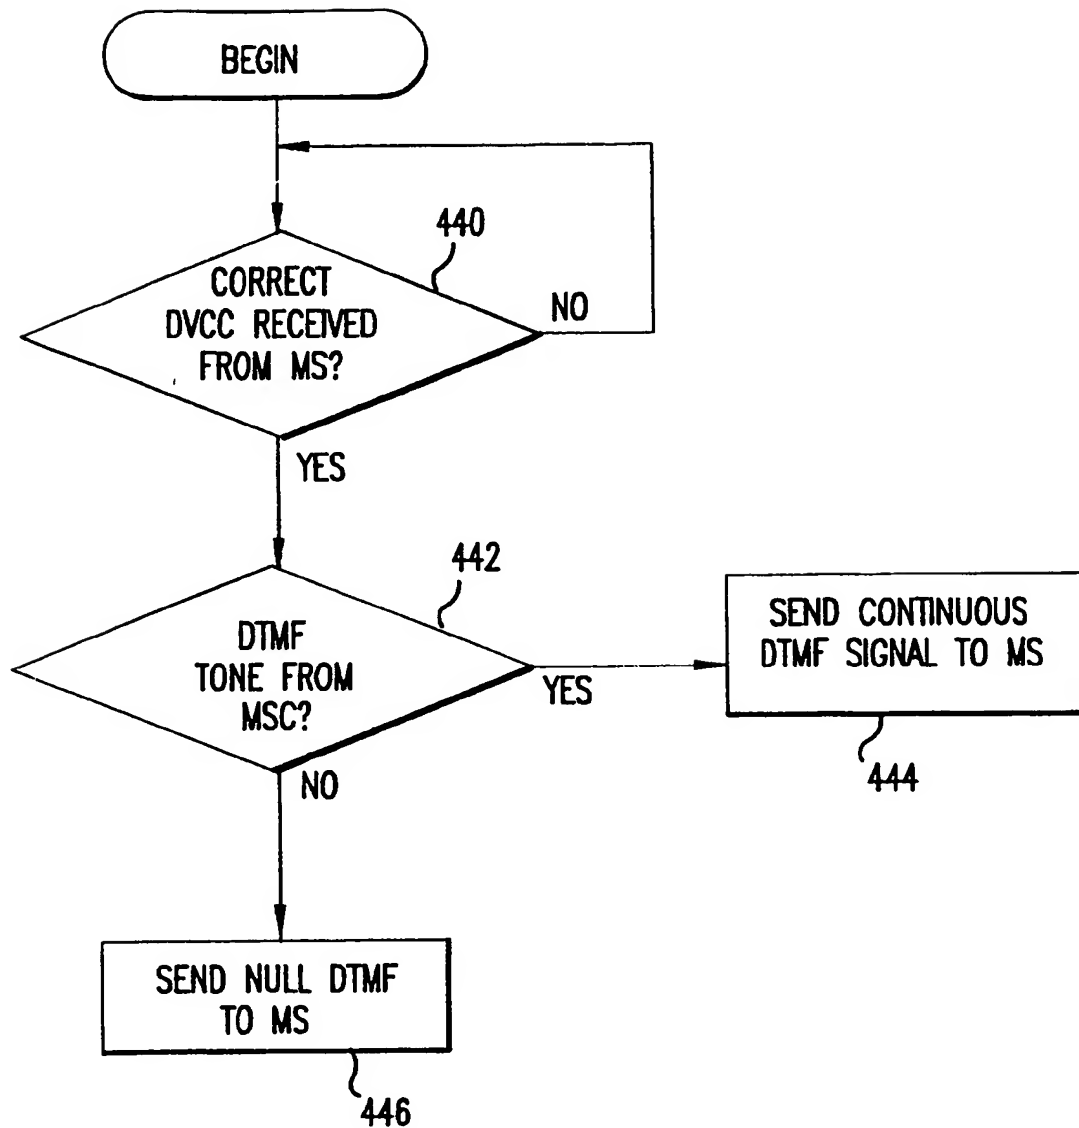 BEGIN
440
CORRECT
DVCC RECEIVED
FROM MS?
NO
YES
442
DTMF
TONE FROM
MSC?
YES
SEND CONTINUOUS
DTMF SIGNAL TO MS
444
NO
SEND NULL DTMF
TO MS
446